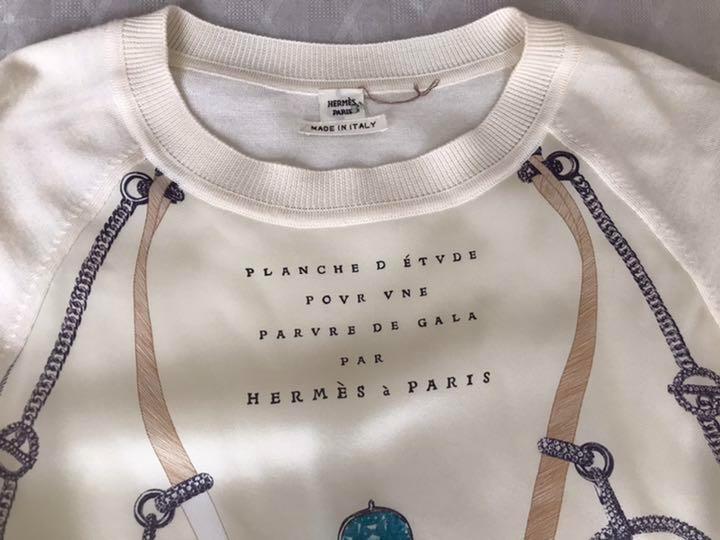 HERMÈS
PARIS
MADE IN ITALY
PLANCHE D ÉTVDE
POVR VNE
PARVRE DE GALA
PAR
HERMÈS à PARIS